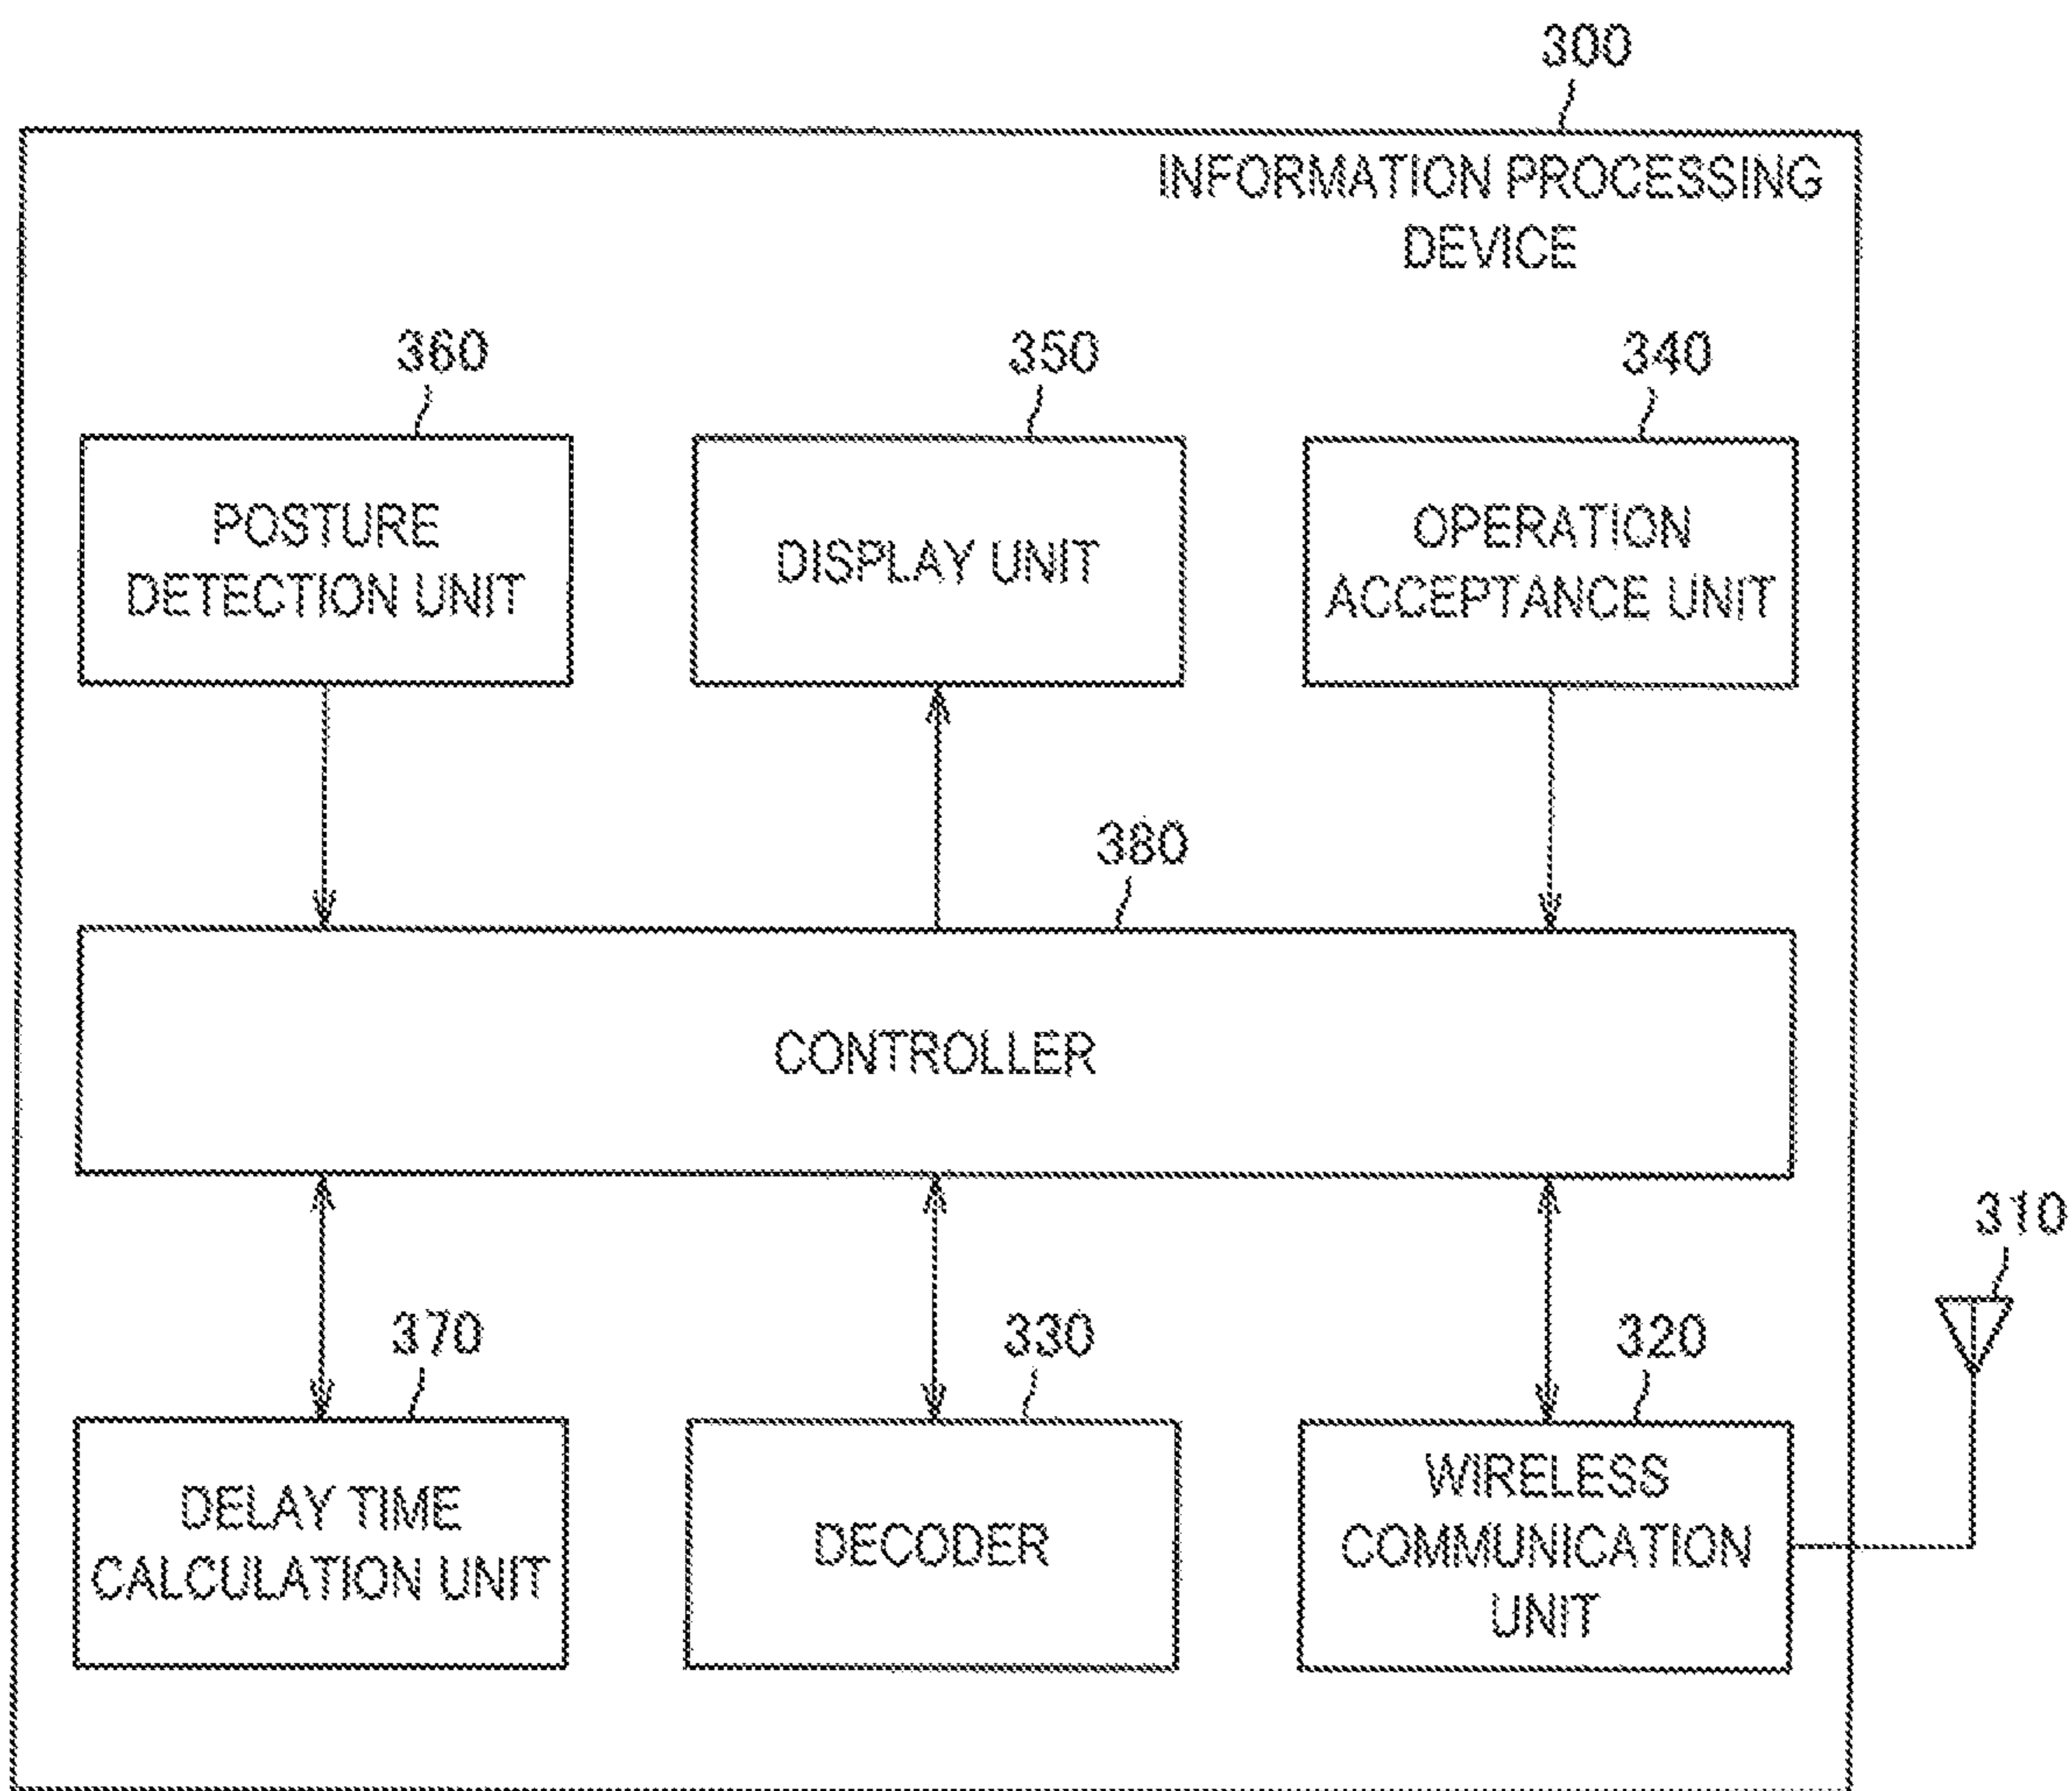 300
INFORMATION PROCESSING
DEVICE
360
350
340
POSTURE
DETECTION UNIT
DISPLAY UNIT
OPERATION
ACCEPTANCE UNIT
380
CONTROLLER
310
370
330
320
DELAY TIME
CALCULATION UNIT
DECODER
WIRELESS
COMMUNICATION
UNIT